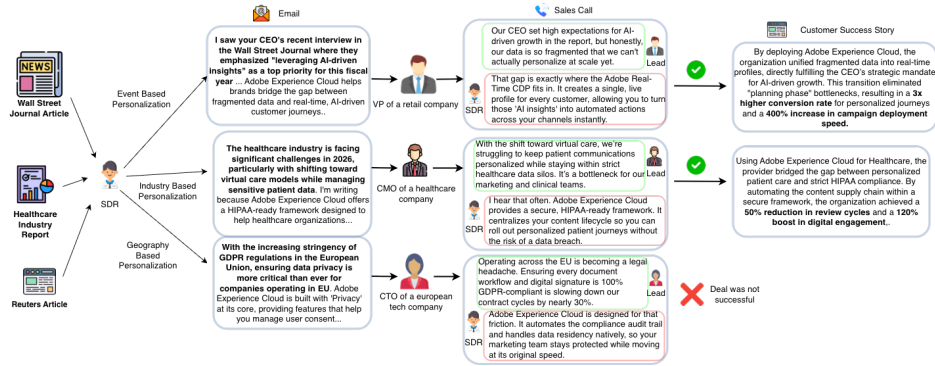 Email
Sales Call
Customer Success Story
NEWS
Wall Street
Journal Article
Healthcare
Industry
Report
Reuters Article
SDR
Event Based
Personalization
Industry Based
Personalization
Geography
Based
Personalization
I saw your CEO's recent interview in
the Wall Street Journal where they
emphasized "leveraging AI-driven
insights" as a top priority for this fiscal
year ... Adobe Experience Cloud helps
brands bridge the gap between
fragmented data and real-time, AI-driven
customer journeys..
VP of a retail company
Our CEO set high expectations for AI-
driven growth in the report, but honestly,
our data is so fragmented that we can't
actually personalize at scale yet.
Lead
That gap is exactly where the Adobe Real-
Time CDP fits in. It creates a single, live
profile for every customer, allowing you to turn
those 'AI insights' into automated actions
across your channels instantly.
SDR
By deploying Adobe Experience Cloud, the
organization unified fragmented data into real-time
profiles, directly fulfilling the CEO's strategic mandate
for AI-driven growth. This transition eliminated
"planning phase" bottlenecks, resulting in a 3x
higher conversion rate for personalized journeys
and a 400% increase in campaign deployment
speed.
The healthcare industry is facing
significant challenges in 2026,
particularly with shifting toward
virtual care models while managing
sensitive patient data. I'm writing
because Adobe Experience Cloud offers
a HIPAA-ready framework designed to
help healthcare organizations...
CMO of a healthcare
company
With the shift toward virtual care, we're
struggling to keep patient communications
personalized while staying within strict
healthcare data silos. It's a bottleneck for our
marketing and clinical teams.
Lead
I hear that often. Adobe Experience Cloud
provides a secure, HIPAA-ready framework. It
centralizes your content lifecycle so you can
roll out personalized patient journeys without
the risk of a data breach.
SDR
Using Adobe Experience Cloud for Healthcare, the
provider bridged the gap between personalized
patient care and strict HIPAA compliance. By
automating the content supply chain within a
secure framework, the organization achieved a
50% reduction in review cycles and a 120%
boost in digital engagement,.
With the increasing stringency of
GDPR regulations in the European
Union, ensuring data privacy is
more critical than ever for
companies operating in EU. Adobe
Experience Cloud is built with 'Privacy'
at its core, providing features that help
you manage user consent...
CTO of a european
tech company
Operating across the EU is becoming a legal
headache. Ensuring every document
workflow and digital signature is 100%
GDPR-compliant is slowing down our
contract cycles by nearly 30%.
Lead
Adobe Experience Cloud is designed for that
friction. It automates the compliance audit trail
and handles data residency natively, so your
marketing team stays protected while moving
at its original speed.
SDR
Deal was not
successful